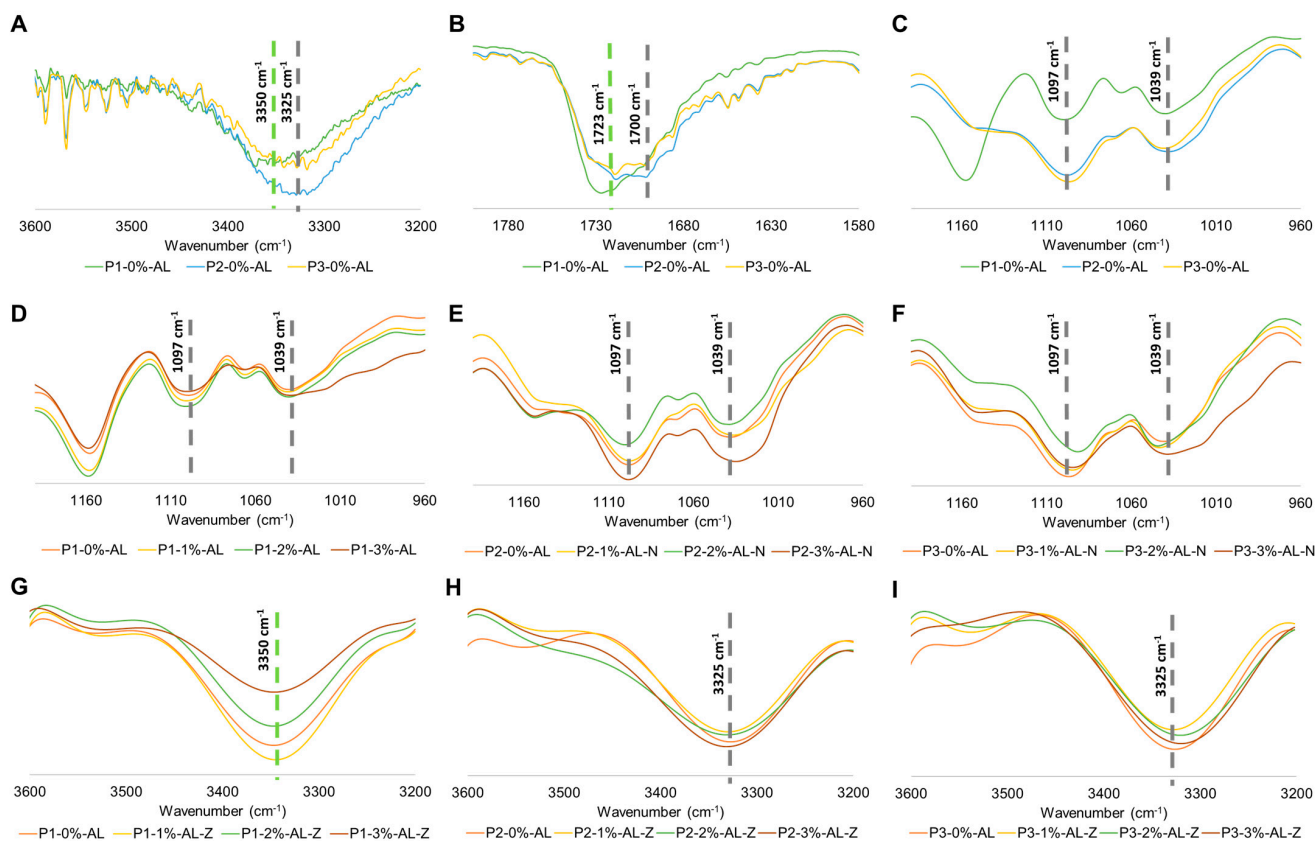 A
3350 cm-1
3325 cm-1
3600 3500 3400 3300 3200
Wavenumber (cm-1)
P1-0%-AL P2-0%-AL P3-0%-AL
B
1723 cm-1
1700 cm-1
1780 1730 1680 1630 1580
Wavenumber (cm-1)
P1-0%-AL P2-0%-AL P3-0%-AL
C
1097 cm-1
1039 cm-1
1160 1110 1060 1010 960
Wavenumber (cm-1)
P1-0%-AL P2-0%-AL P3-0%-AL
D
1097 cm-1
1039 cm-1
1160 1110 1060 1010 960
Wavenumber (cm-1)
P1-0%-AL P1-1%-AL P1-2%-AL P1-3%-AL
E
1097 cm-1
1039 cm-1
1160 1110 1060 1010 960
Wavenumber (cm-1)
P2-0%-AL P2-1%-AL-N P2-2%-AL-N P2-3%-AL-N
F
1097 cm-1
1039 cm-1
1160 1110 1060 1010 960
Wavenumber (cm-1)
P3-0%-AL P3-1%-AL-N P3-2%-AL-N P3-3%-AL-N
G
3350 cm-1
3600 3500 3400 3300 3200
Wavenumber (cm-1)
P1-0%-AL P1-1%-AL-Z P1-2%-AL-Z P1-3%-AL-Z
H
3325 cm-1
3600 3500 3400 3300 3200
Wavenumber (cm-1)
P2-0%-AL P2-1%-AL-Z P2-2%-AL-Z P2-3%-AL-Z
I
3325 cm-1
3600 3500 3400 3300 3200
Wavenumber (cm-1)
P3-0%-AL P3-1%-AL-Z P3-2%-AL-Z P3-3%-AL-Z